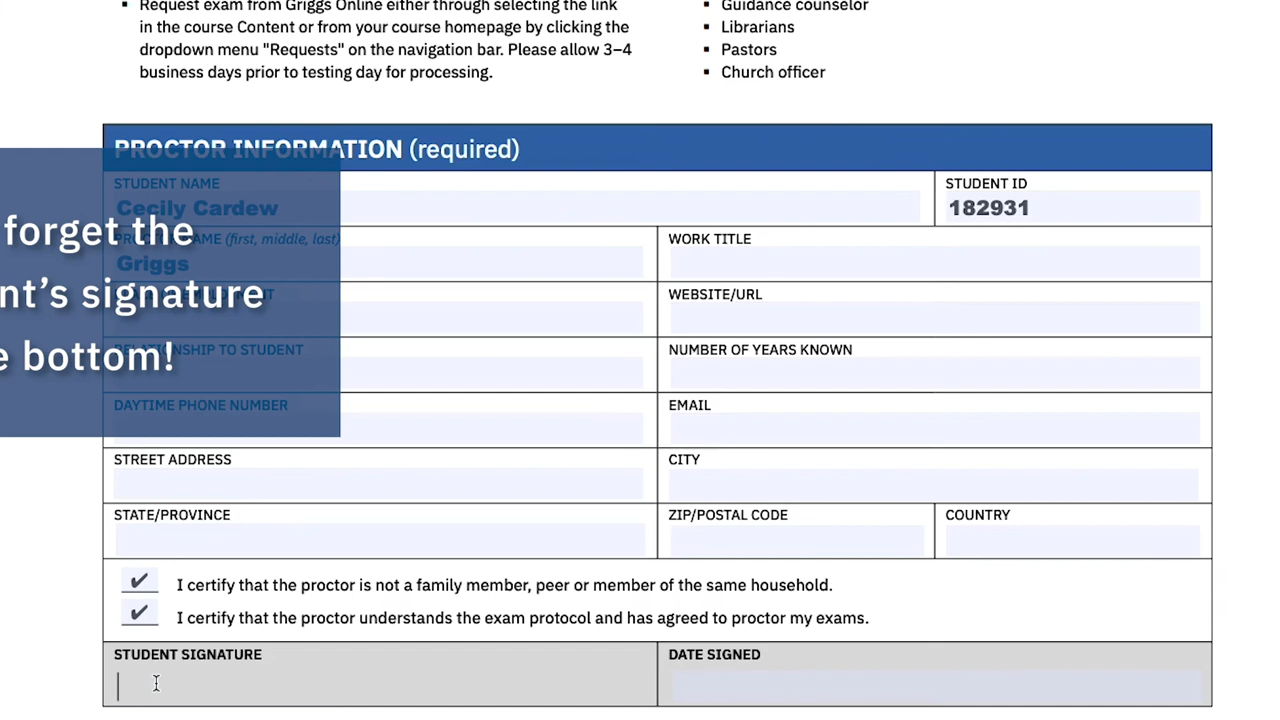 Request exam from Griggs Online either through selecting the link
in the course Content or from your course homepage by clicking the
dropdown menu "Requests" on the navigation bar. Please allow 3–4
business days prior to testing day for processing.
Guidance counselor
Librarians
Pastors
Church officer
PROCTOR INFORMATION (required)
STUDENT NAME
Cecily Cardew
STUDENT ID
182931
forget the
nt's signature
e bottom!
NAME (first, middle, last)
Griggs
WORK TITLE
WEBSITE/URL
RELATIONSHIP TO STUDENT
NUMBER OF YEARS KNOWN
DAYTIME PHONE NUMBER
EMAIL
STREET ADDRESS
CITY
STATE/PROVINCE
ZIP/POSTAL CODE
COUNTRY
✔ I certify that the proctor is not a family member, peer or member of the same household.
✔ I certify that the proctor understands the exam protocol and has agreed to proctor my exams.
STUDENT SIGNATURE
DATE SIGNED